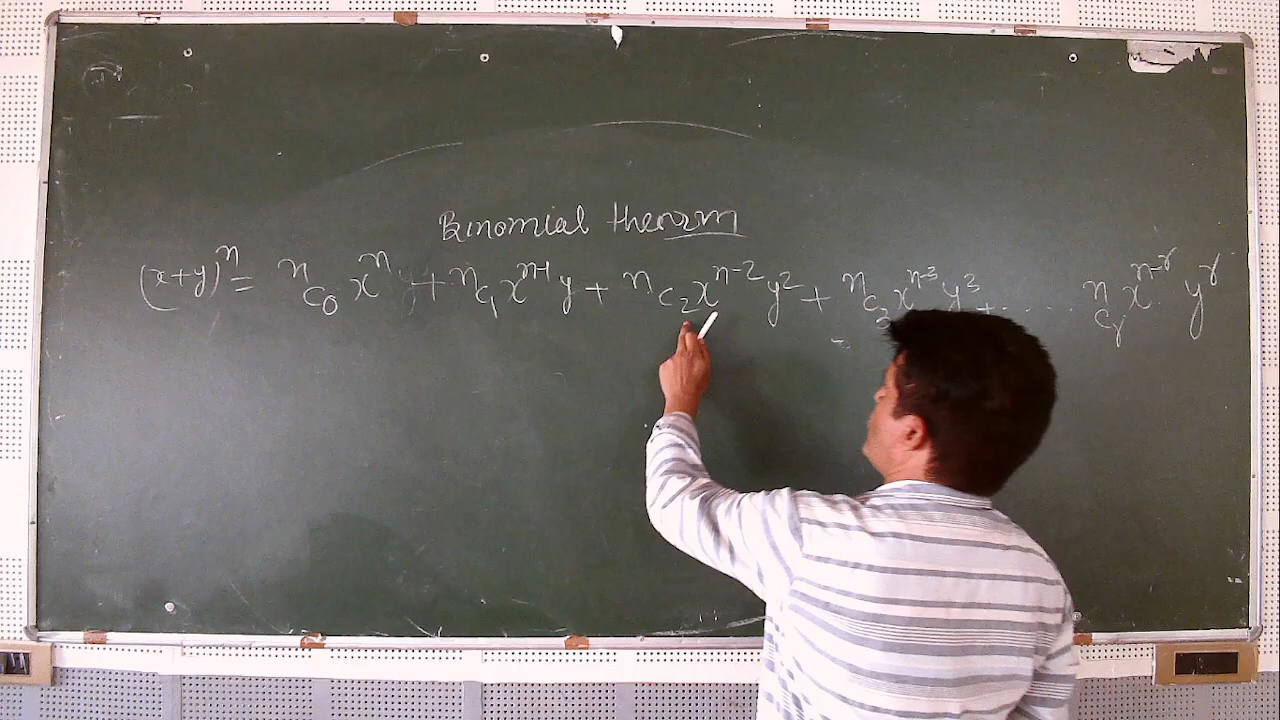 Binomial theorem
(x+y)ⁿ = ⁿC₀ xⁿ + ⁿC₁ xⁿ⁻¹ y + ⁿC₂ xⁿ⁻² y² + ⁿC₃ xⁿ⁻³ y³ + ..... ⁿCᵣ xⁿ⁻ʳ yʳ